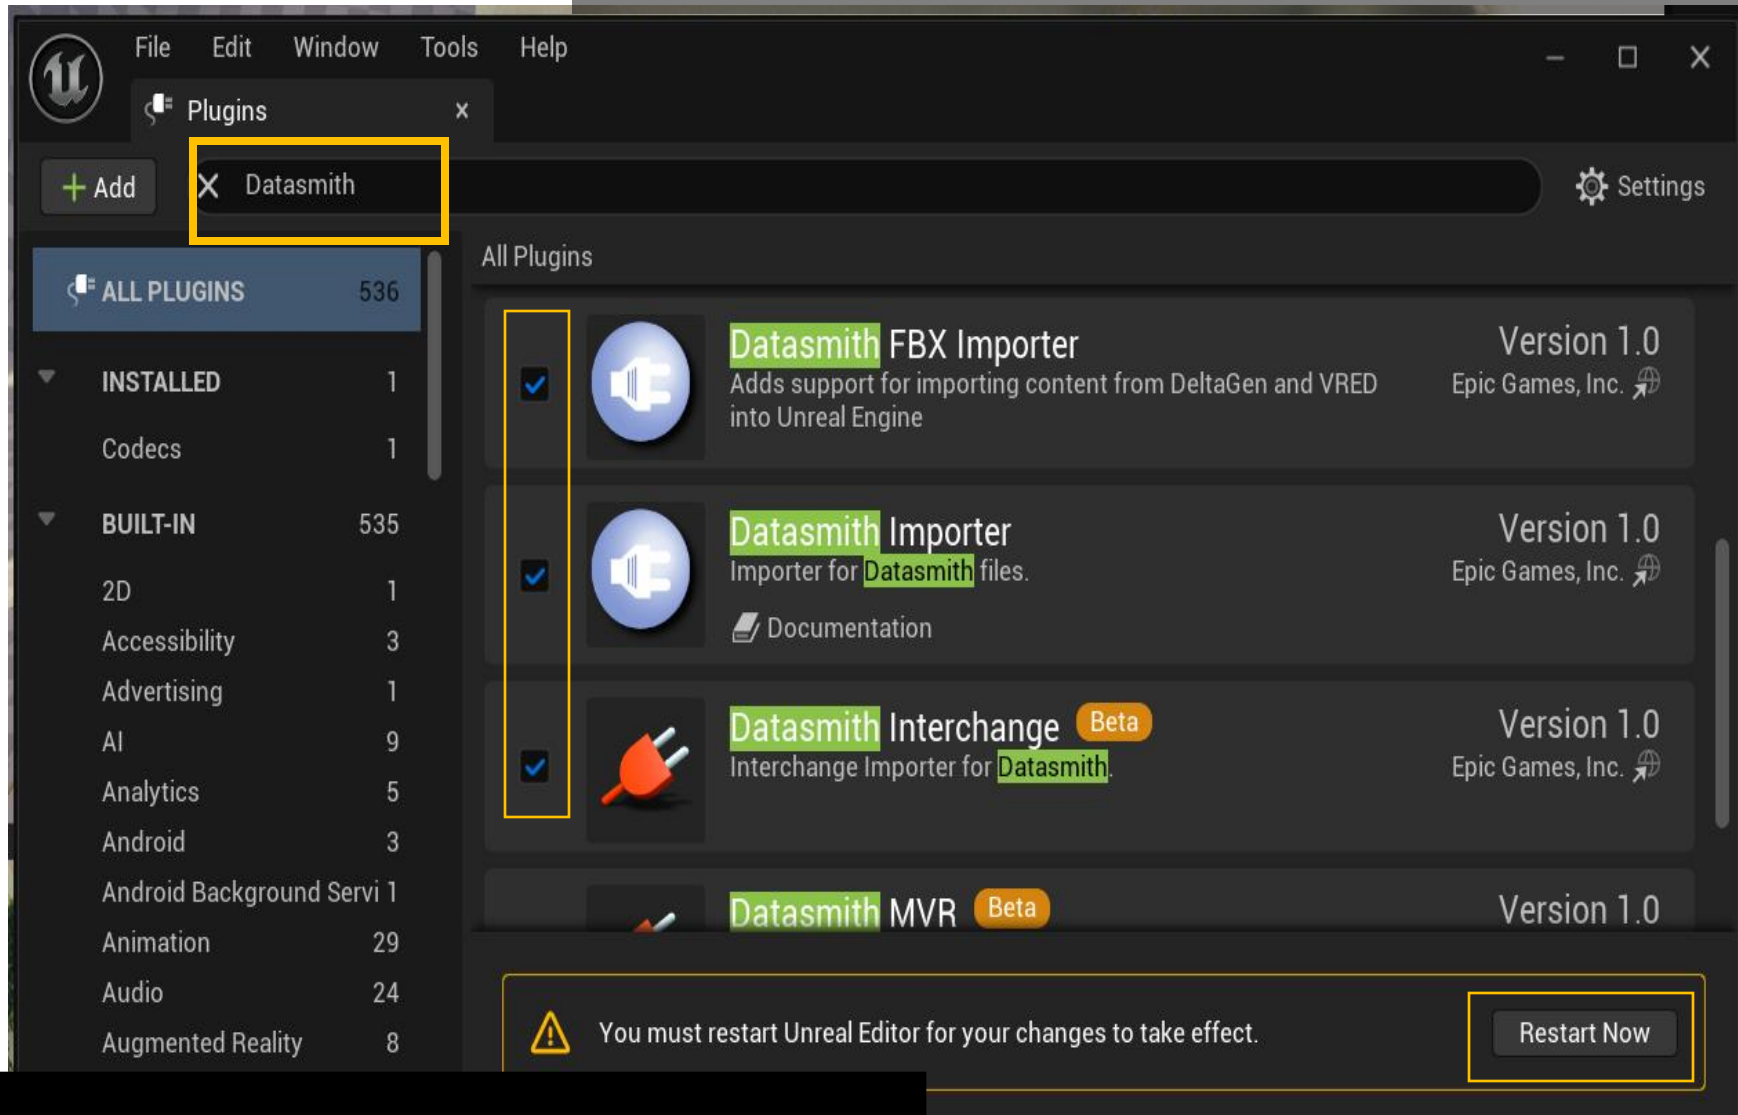 File Edit Window Tools Help
Plugins
Add
Datasmith
Settings
ALL PLUGINS 536
INSTALLED 1
Codecs 1
BUILT-IN 535
2D 1
Accessibility 3
Advertising 1
AI 9
Analytics 5
Android 3
Android Background Servi 1
Animation 29
Audio 24
Augmented Reality 8
All Plugins
Datasmith FBX Importer
Version 1.0
Adds support for importing content from DeltaGen and VRED
into Unreal Engine
Epic Games, Inc.
Datasmith Importer
Version 1.0
Importer for Datasmith files.
Epic Games, Inc.
Documentation
Datasmith Interchange Beta
Version 1.0
Interchange Importer for Datasmith.
Epic Games, Inc.
Datasmith MVR Beta
Version 1.0
You must restart Unreal Editor for your changes to take effect.
Restart Now